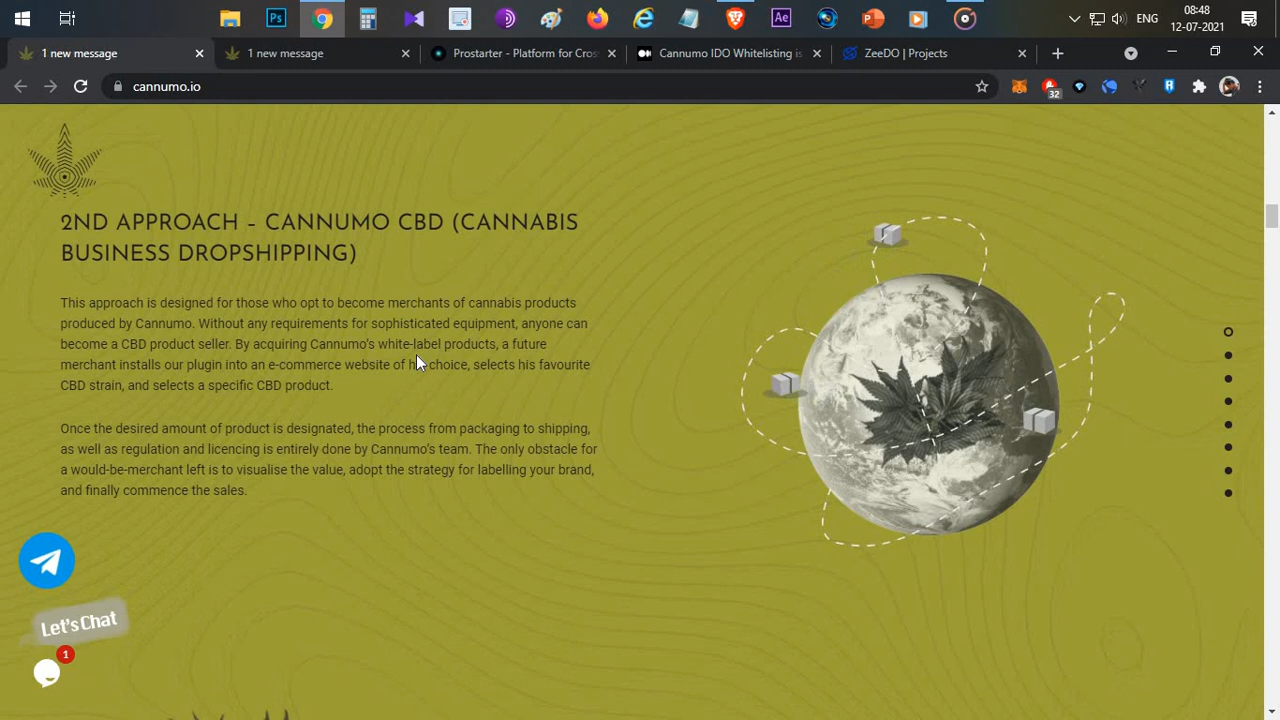 Ps
Ae
ENG
08:48
12-07-2021
1 new message
1 new message
Prostarter - Platform for Cros
Cannumo IDO Whitelisting is
ZeeDO | Projects
cannumo.io
32
2ND APPROACH – CANNUMO CBD (CANNABIS
BUSINESS DROPSHIPPING)
This approach is designed for those who opt to become merchants of cannabis products
produced by Cannumo. Without any requirements for sophisticated equipment, anyone can
become a CBD product seller. By acquiring Cannumo's white-label products, a future
merchant installs our plugin into an e-commerce website of his choice, selects his favourite
CBD strain, and selects a specific CBD product.
Once the desired amount of product is designated, the process from packaging to shipping,
as well as regulation and licencing is entirely done by Cannumo's team. The only obstacle for
a would-be-merchant left is to visualise the value, adopt the strategy for labelling your brand,
and finally commence the sales.
Let's Chat
1